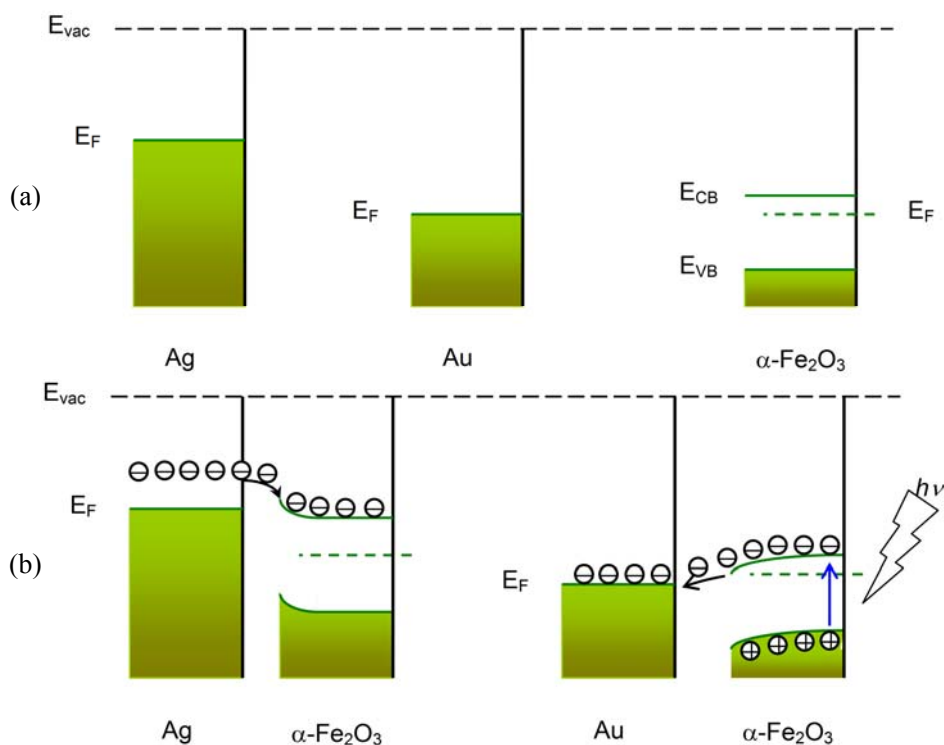 E_vac
E_F
(a)
E_F
E_CB
E_F
E_VB
Ag
Au
α-Fe₂O₃
E_vac
hν
E_F
(b)
E_F
Ag
α-Fe₂O₃
Au
α-Fe₂O₃